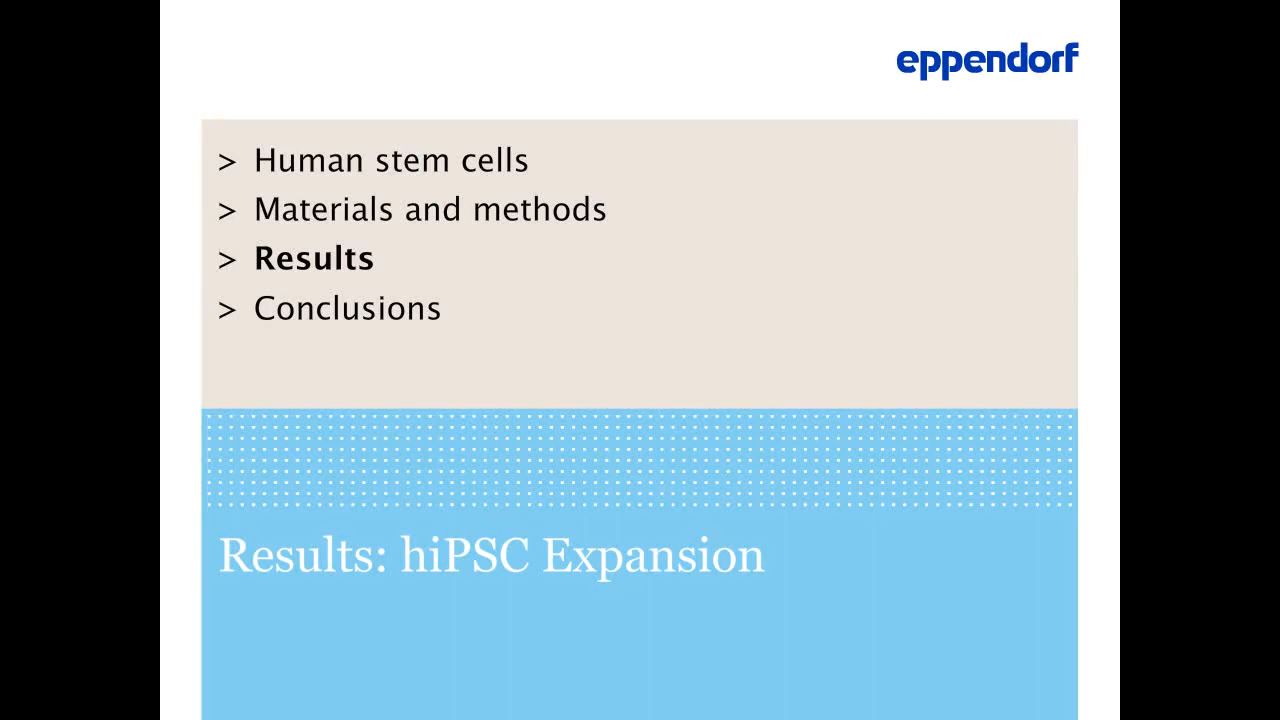 eppendorf
> Human stem cells
> Materials and methods
> Results
> Conclusions
Results: hiPSC Expansion